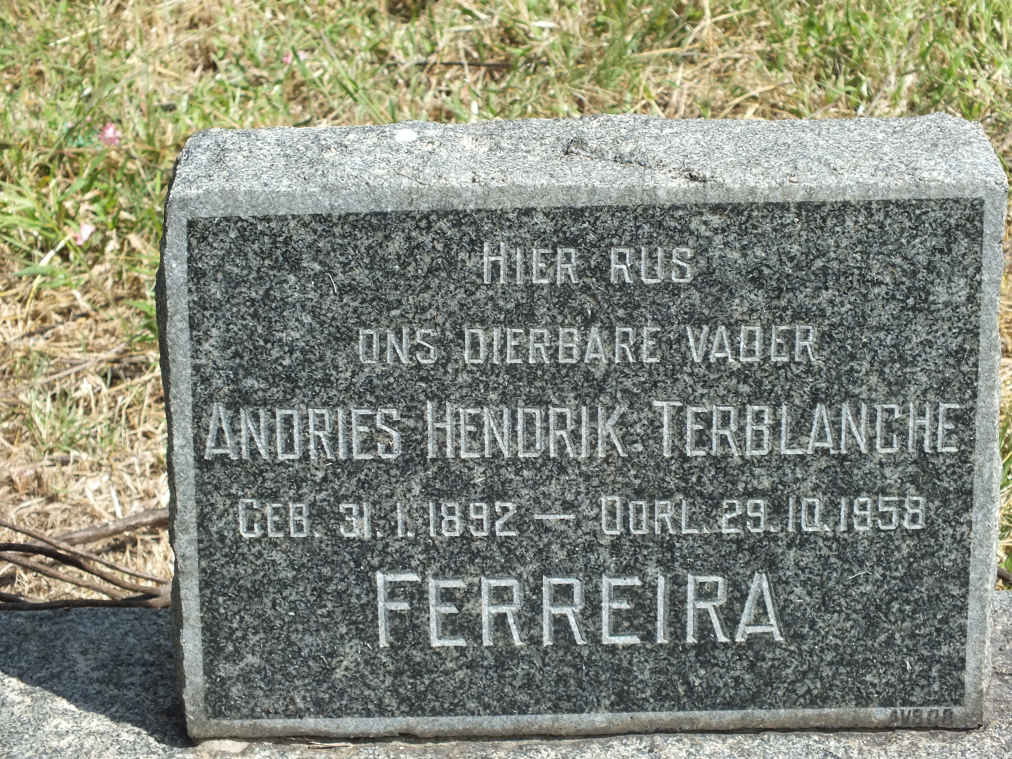 HIER RUS
ONS DIERBARE VADER
ANDRIES HENDRIK TERBLANCHE
GEB. 31.1.1892 — OORL. 29.10.1958
FERREIRA